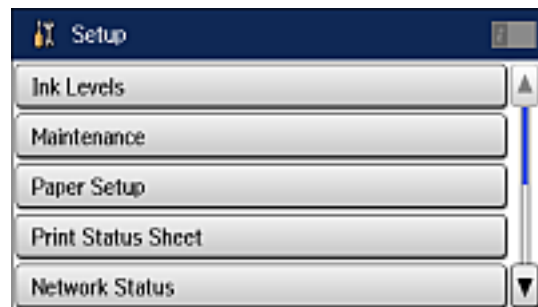 Setup
Ink Levels
Maintenance
Paper Setup
Print Status Sheet
Network Status